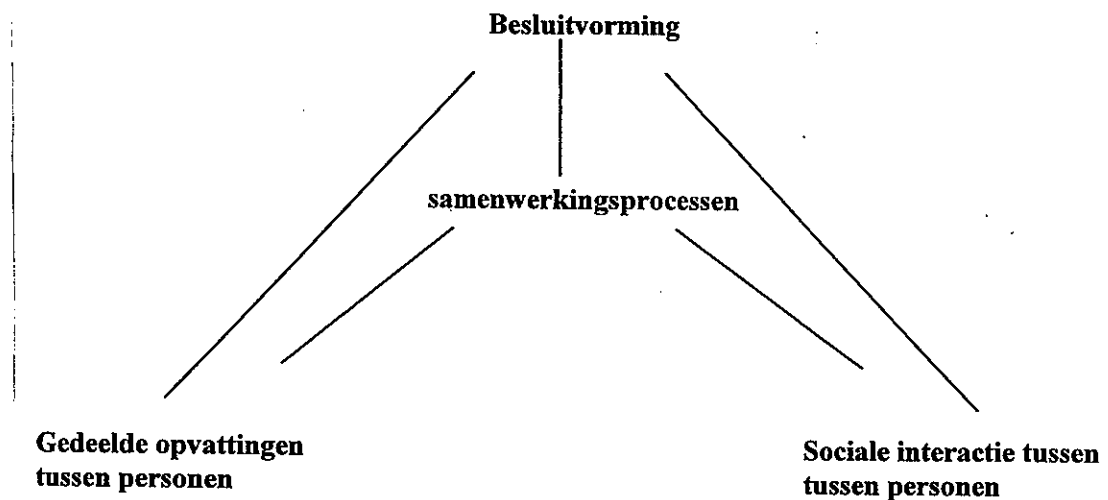 Besluitvorming
samenwerkingsprocessen
Gedeelde opvattingen
tussen personen
Sociale interactie tussen
tussen personen